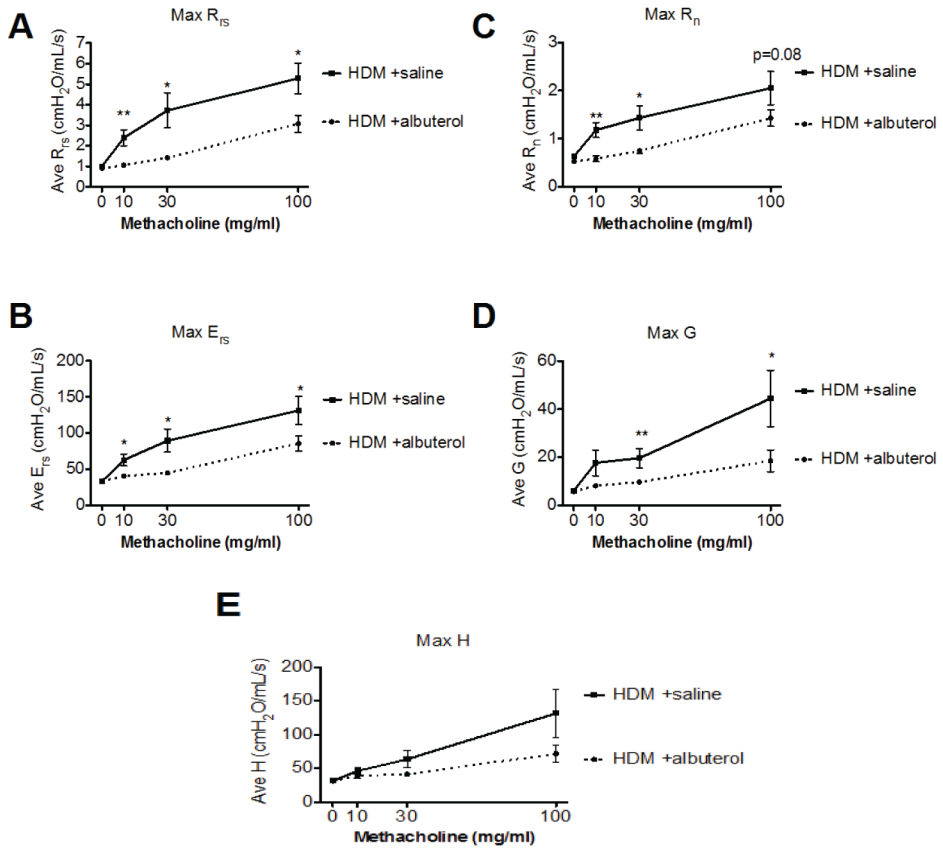 A
Max Rrs
Ave Rrs (cmH2O/mL/s)
7
6
5
4
3
2
1
0
**
*
*
0 10 30 100
Methacholine (mg/ml)
HDM +saline
HDM +albuterol
C
Max Rn
Ave Rn (cmH2O/mL/s)
3
2
1
0
**
*
p=0.08
0 10 30 100
Methacholine (mg/ml)
HDM +saline
HDM +albuterol
B
Max Ers
Ave Ers (cmH2O/mL/s)
200
150
100
50
0
*
*
*
0 10 30 100
Methacholine (mg/ml)
HDM +saline
HDM +albuterol
D
Max G
Ave G (cmH2O/mL/s)
60
40
20
0
**
*
0 10 30 100
Methacholine (mg/ml)
HDM +saline
HDM +albuterol
E
Max H
Ave H (cmH2O/mL/s)
200
150
100
50
0
0 10 30 100
Methacholine (mg/ml)
HDM +saline
HDM +albuterol